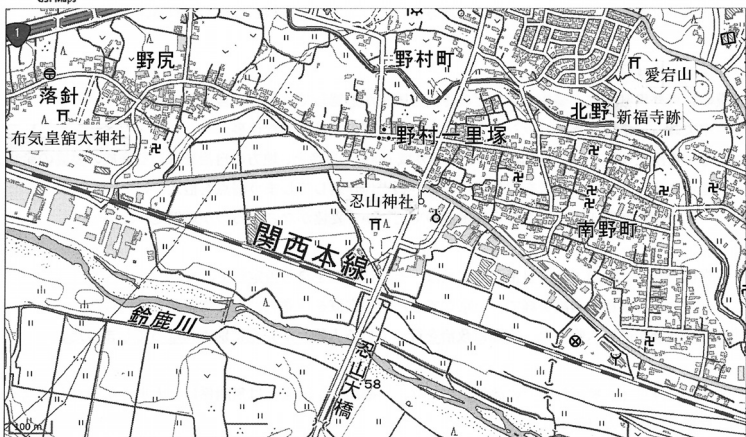 GSI Maps
1
野尻
野村町
愛宕山
落針
北野
新福寺跡
布気皇舘太神社
野村一里塚
忍山神社
南野町
関西本線
鈴鹿川
忍山大橋
58
100 m